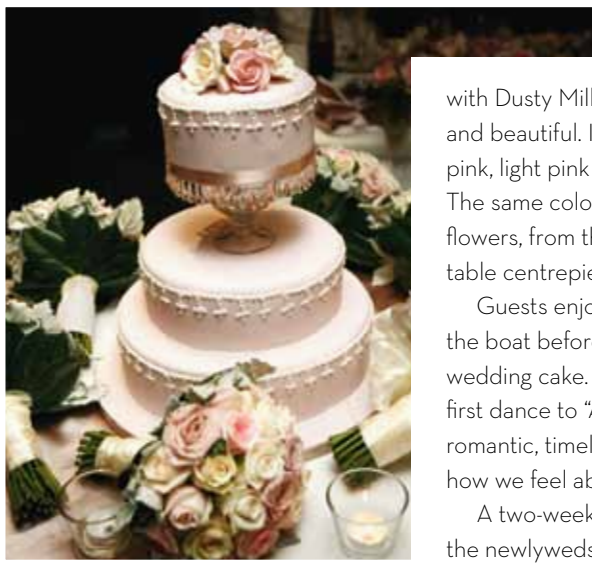 with Dusty Mill
and beautiful. I
pink, light pink
The same colo
flowers, from th
table centrepie
Guests enjo
the boat before
wedding cake.
first dance to “A
romantic, timel
how we feel ab
A two-week
the newlyweds